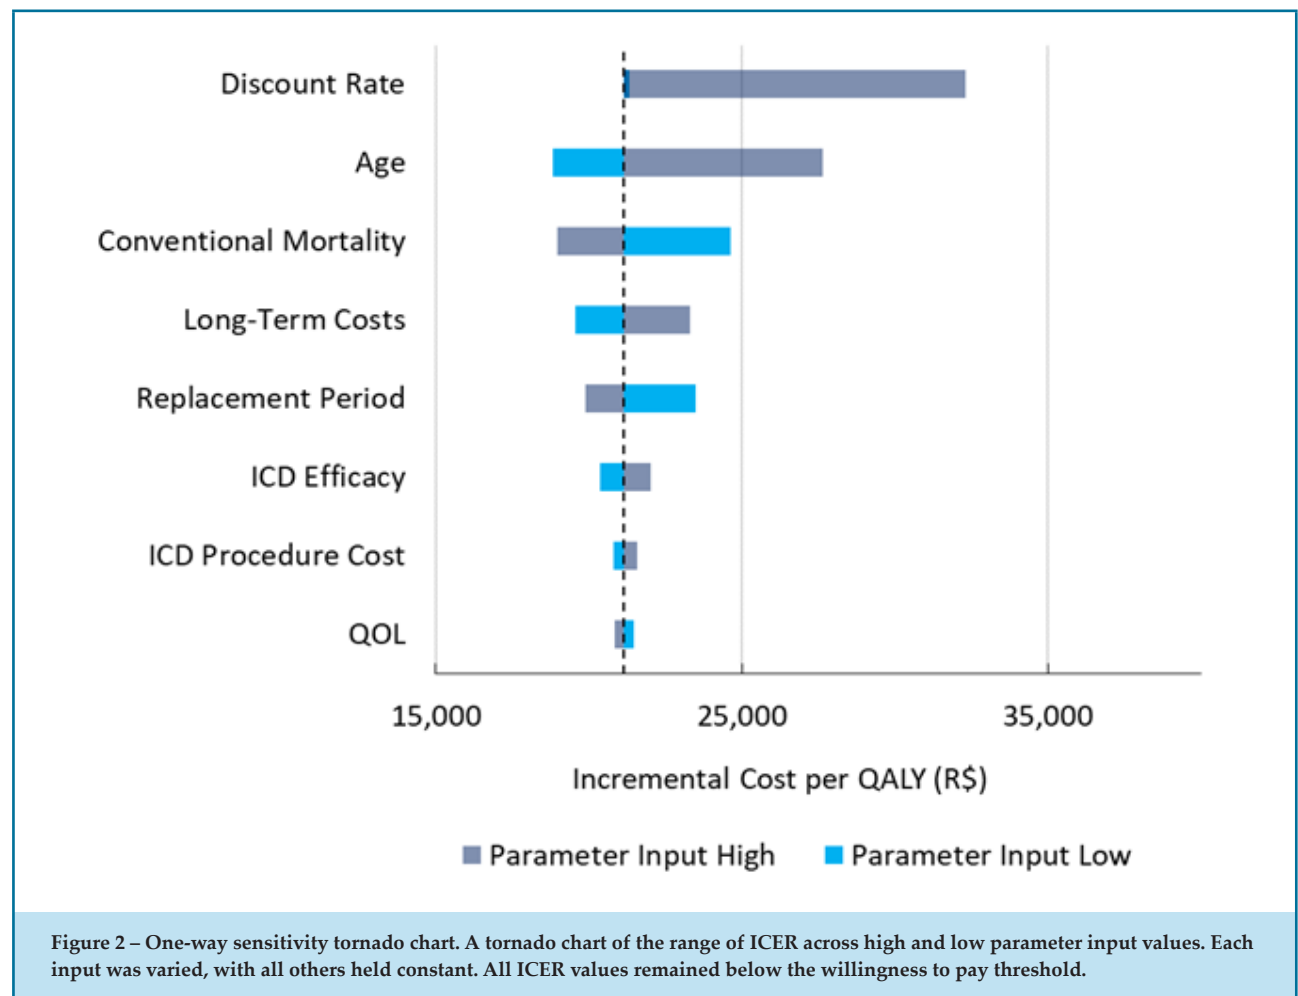 Discount Rate
Age
Conventional Mortality
Long-Term Costs
Replacement Period
ICD Efficacy
ICD Procedure Cost
QOL
15,000 25,000 35,000
Incremental Cost per QALY (R$)
Parameter Input High Parameter Input Low
Figure 2 – One-way sensitivity tornado chart. A tornado chart of the range of ICER across high and low parameter input values. Each
input was varied, with all others held constant. All ICER values remained below the willingness to pay threshold.